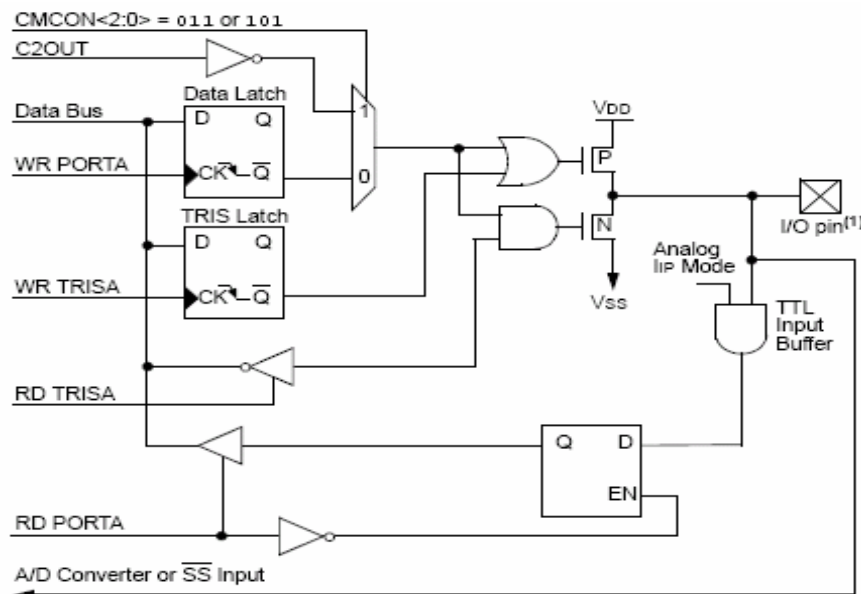 CMCON<2:0> = 011 or 101
C2OUT
Data Latch
Data Bus
D Q
1
VDD
WR PORTA
CK Q̅
0
P
TRIS Latch
D Q
N
I/O pin(1)
Analog
IIP Mode
WR TRISA
CK Q̅
VSS
TTL
Input
Buffer
RD TRISA
Q D
EN
RD PORTA
A/D Converter or S̅S̅ Input